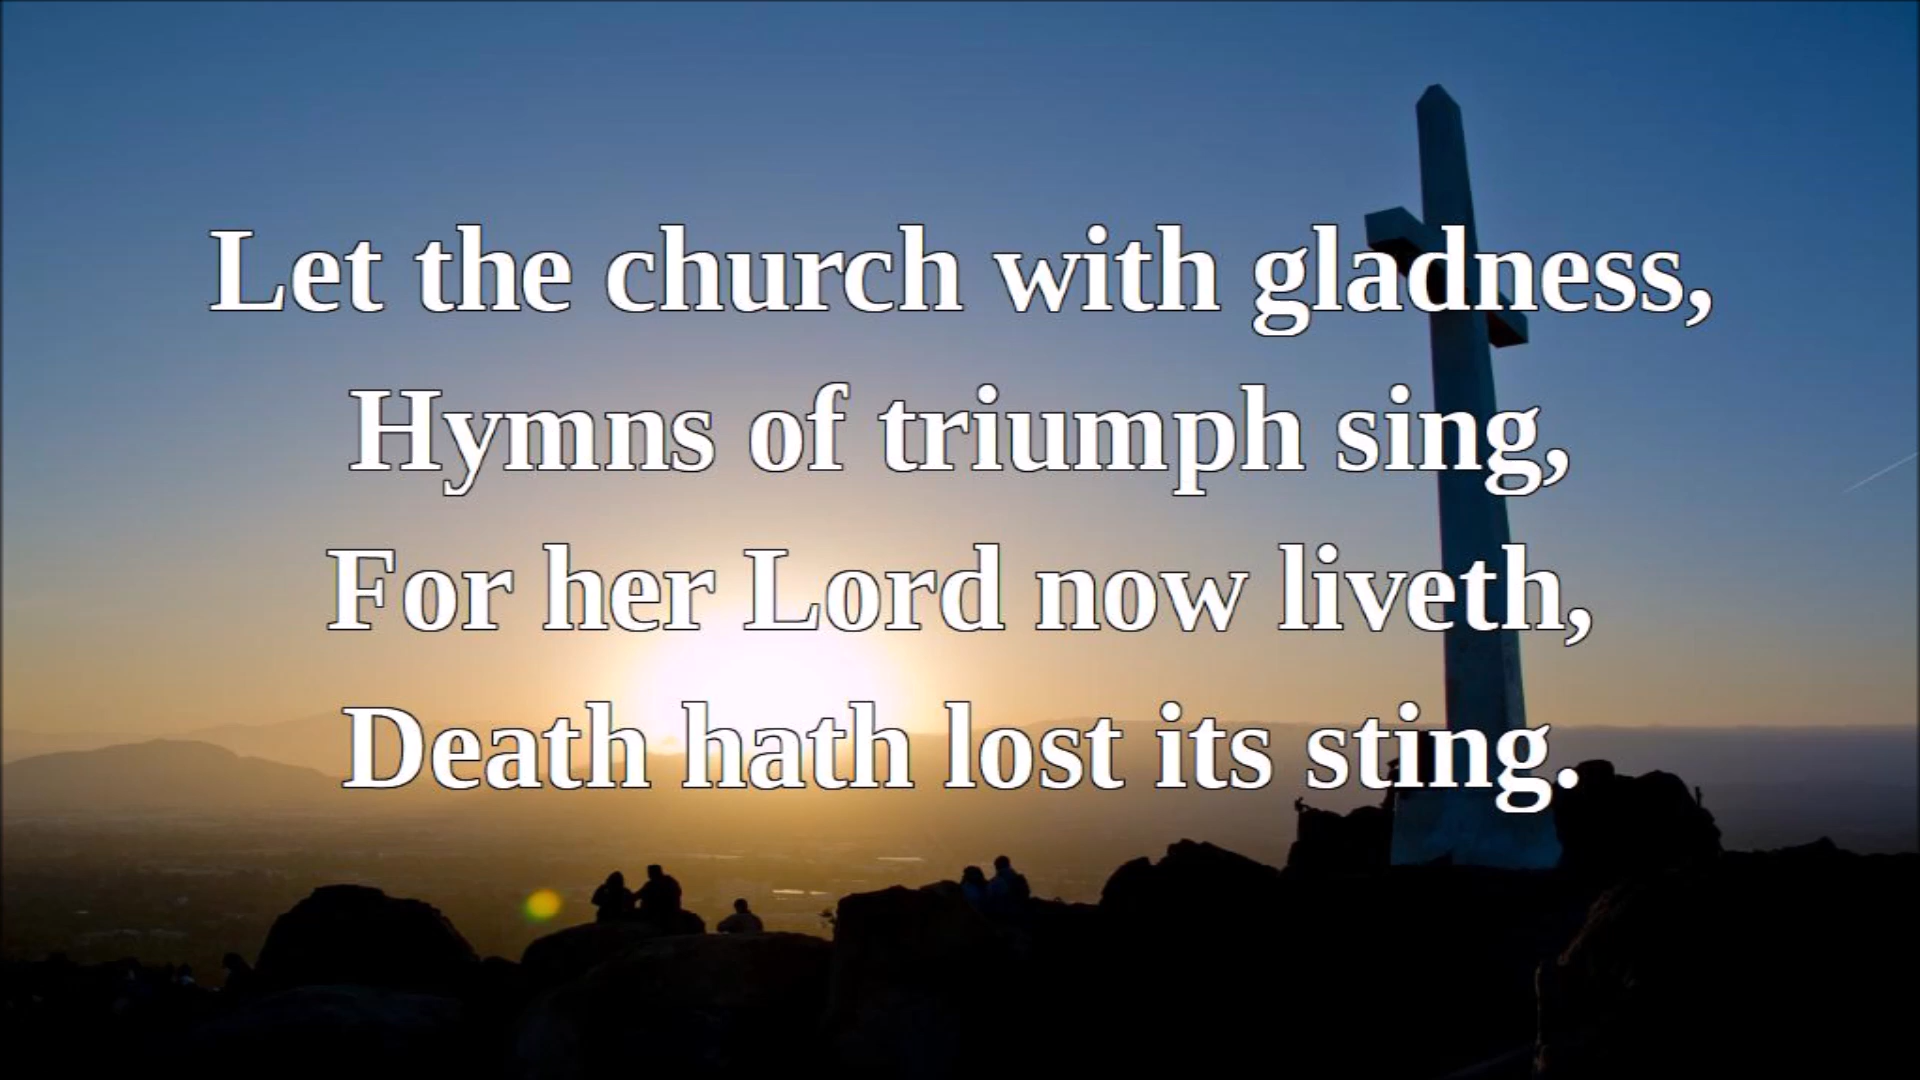 Let the church with gladness,
Hymns of triumph sing,
For her Lord now liveth,
Death hath lost its sting.